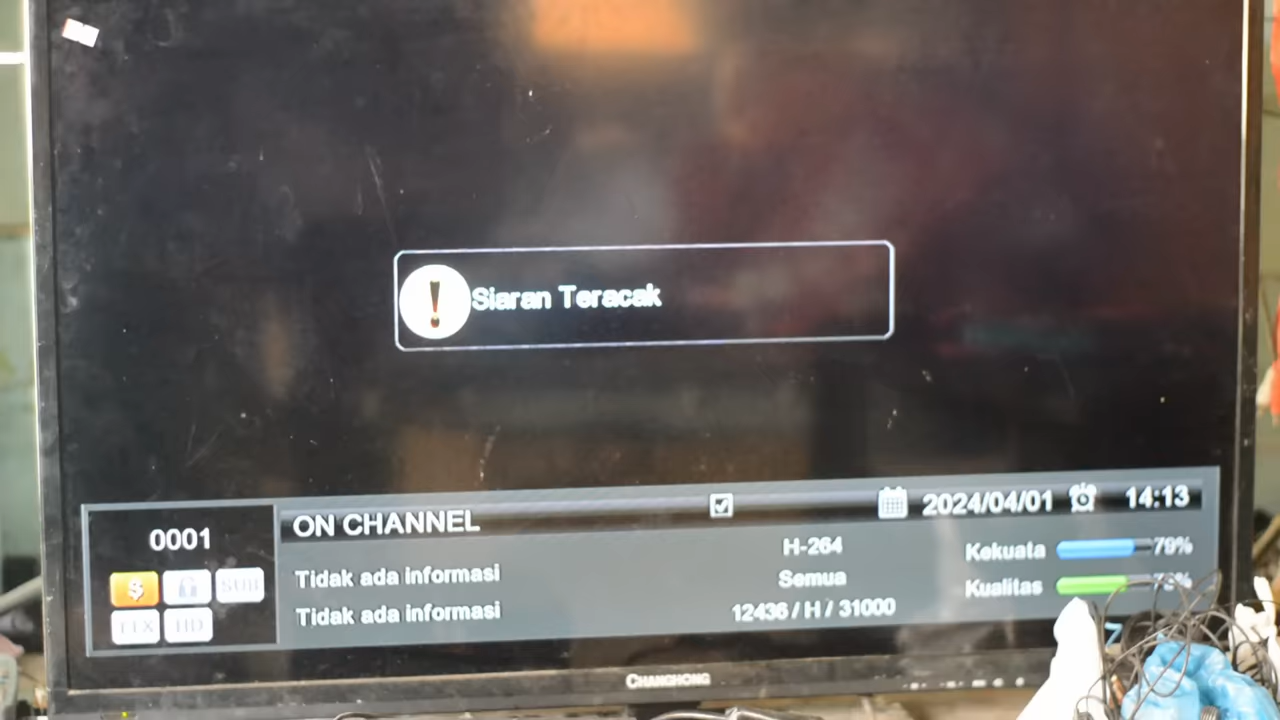 Siaran Teracak
0001
ON CHANNEL
2024/04/01
14:13
$
SUB
TTX
HD
Tidak ada informasi
Tidak ada informasi
H-264
Semua
12436 / H / 31000
Kekuata
79%
Kualitas
CHANGHONG